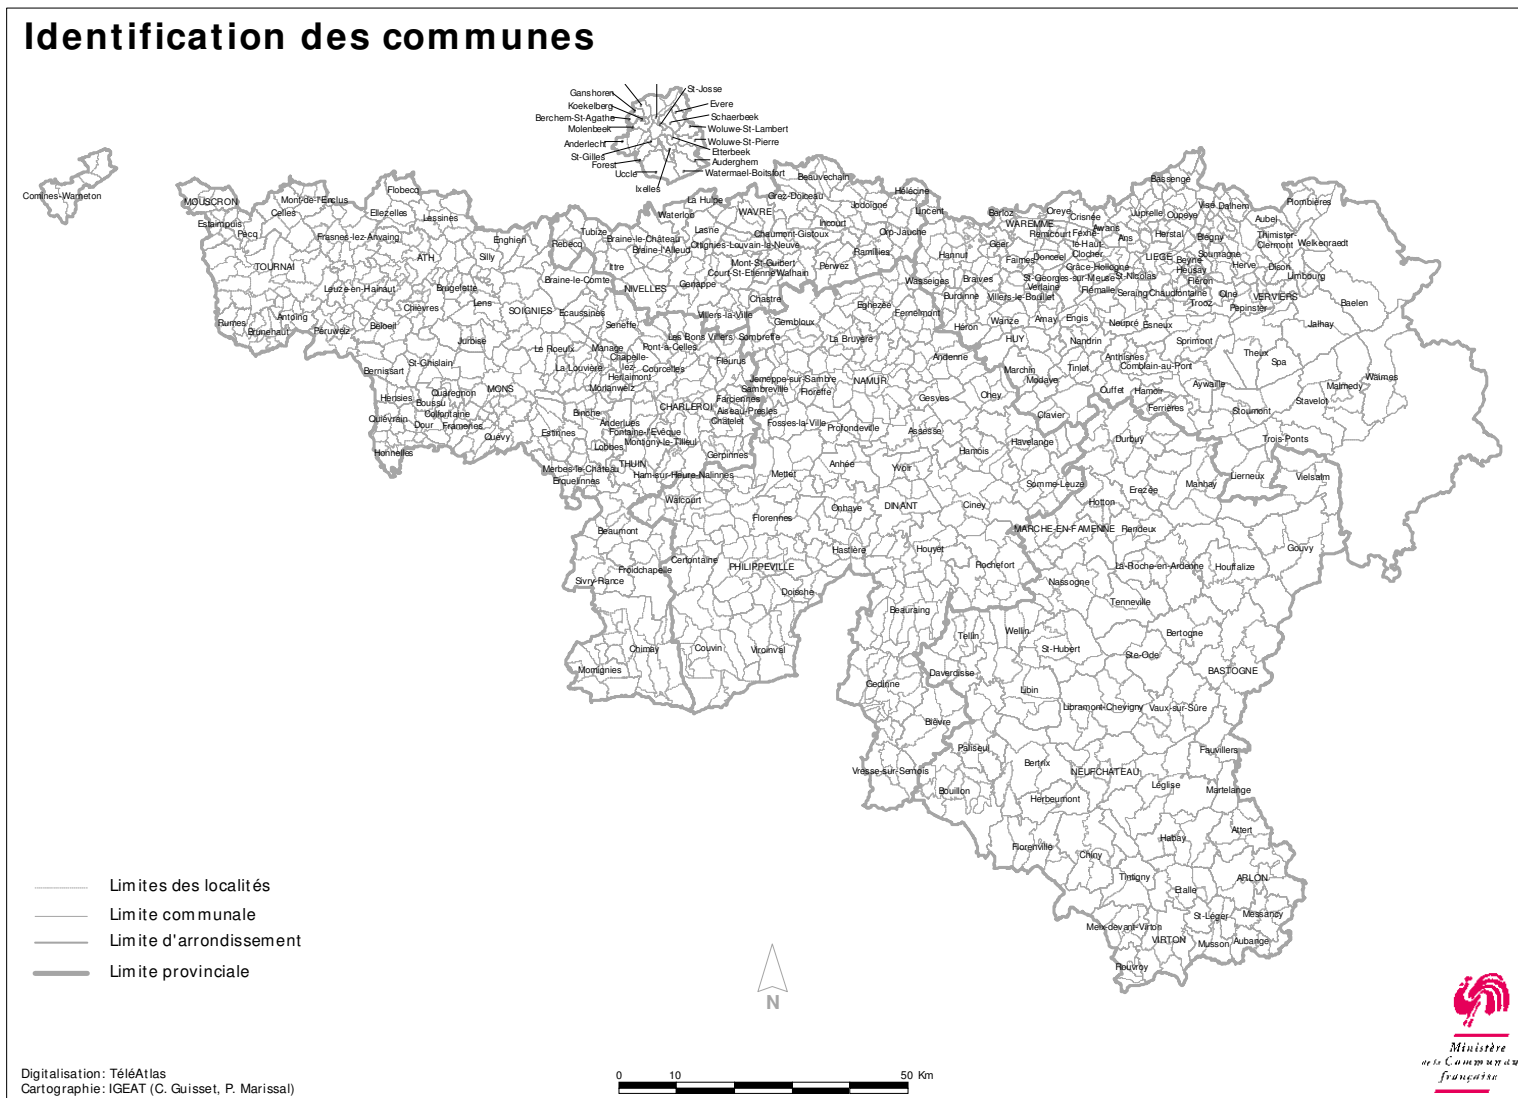 Identification des communes
Ganshoren
St-Josse
Koekelberg
Evere
Berchem-St-Agathe
Schaerbeek
Molenbeek
Woluwe-St-Lambert
Anderlecht
Woluwe-St-Pierre
Etterbeek
St-Gilles
Auderghem
Forest
Uccle
Watermael-Boitsfort
Ixelles
Comines-Warneton
MOUSCRON
Mont-de-l'Enclus
Flobecq
Estaimpuis
Celles
Ellezelles
Lessines
Pecq
Frasnes-lez-Anvaing
Enghien
TOURNAI
ATH
Silly
Leuze-en-Hainaut
Brugelette
Chièvres
Lens
Rumes
Antoing
Brunehaut
Péruwelz
Beloeil
Jurbise
SOIGNIES
Ecaussinnes
Braine-le-Comte
Seneffe
Le Roeulx
Manage
St-Ghislain
Bernissart
La Louvière
Chapelle-
lez-
Herlaimont
Morlanwelz
Pont-à-Celles
Les Bons Villers
Courcelles
Fleurus
Quaregnon
MONS
Hensies
Boussu
Colfontaine
Quiévrain
Dour
Frameries
Quévy
Honnelles
Binche
Estinnes
Anderlues
Fontaine-l'Evêque
Montigny-le-Tilleul
CHARLEROI
Farciennes
Aiseau-Presles
Châtelet
Lobbes
THUIN
Gerpinnes
Merbes-le-Château
Erquelinnes
Ham-sur-Heure-Nalinnes
Beaumont
Froidchapelle
Sivry-Rance
Chimay
Momignies
Tubize
Rebecq
Braine-le-Château
Braine-l'Alleud
Ittre
NIVELLES
Waterloo
La Hulpe
Lasne
WAVRE
Ottignies-Louvain-la-Neuve
Grez-Doiceau
Beauvechain
Chaumont-Gistoux
Incourt
Jodoigne
Hélécine
Orp-Jauche
Ramillies
Mont-St-Guibert
Court-St-Etienne
Walhain
Perwez
Genappe
Chastre
Villers-la-Ville
Lincent
Hannut
Wasseiges
Berloz
WAREMME
Oreye
Remicourt
Crisnée
Fexhe-
le-Haut-
Clocher
Awans
Ans
Geer
Faimes
Donceel
Grâce-Hollogne
St-Nicolas
St-Georges-sur-Meuse
Verlaine
Villers-le-Bouillet
Braives
Burdinne
Flémalle
Seraing
Chaudfontaine
Trooz
Bassenge
Juprelle
Oupeye
Visé
Dalhem
Herstal
LIEGE
Blégny
Beyne-
Heusay
Soumagne
Fléron
Aubel
Plombières
Thimister-
Clermont
Welkenraedt
Herve
Dison
Limbourg
VERVIERS
Baelen
Olne
Pepinster
Jalhay
Héron
Wanze
Amay
Engis
Neupré
Esneux
HUY
Nandrin
Sprimont
Theux
Spa
Marchin
Modave
Tinlot
Anthisnes
Comblain-au-Pont
Ouffet
Hamoir
Aywaille
Ferrières
Clavier
Stoumont
Malmedy
Waimes
Stavelot
Trois-Ponts
Lierneux
Eghezée
Fernelmont
Gembloux
Sombreffe
La Bruyère
Andenne
Jemeppe-sur-Sambre
Sambreville
Floreffe
NAMUR
Gesves
Ohey
Fosses-la-Ville
Profondeville
Assesse
Havelange
Hamois
Mettet
Anhée
Yvoir
Somme-Leuze
Walcourt
Florennes
Onhaye
DINANT
Ciney
Hastière
Houyet
Rochefort
Cerfontaine
PHILIPPEVILLE
Doische
Couvin
Viroinval
Beauraing
Gedinne
Bièvre
Vresse-sur-Semois
Durbuy
Vielsalm
Erezée
Manhay
Hotton
MARCHE-EN-FAMENNE
Rendeux
Gouvy
La-Roche-en-Ardenne
Houffalize
Nassogne
Tenneville
Tellin
Wellin
St-Hubert
Bertogne
Ste-Ode
BASTOGNE
Daverdisse
Libin
Libramont-Chevigny
Vaux-sur-Sûre
Paliseul
Fauvillers
Bertrix
NEUFCHATEAU
Bouillon
Herbeumont
Léglise
Martelange
Attert
Habay
Florenville
Chiny
Tintigny
Etalle
ARLON
St-Léger
Messancy
Meix-devant-Virton
VIRTON
Musson
Aubange
Rouvroy
Limites des localités
Limite communale
Limite d'arrondissement
Limite provinciale
N
Digitalisation: TéléAtlas
Cartographie: IGEAT (C. Guisset, P. Marissal)
0 10 50 Km
Ministère
de la Communauté
française